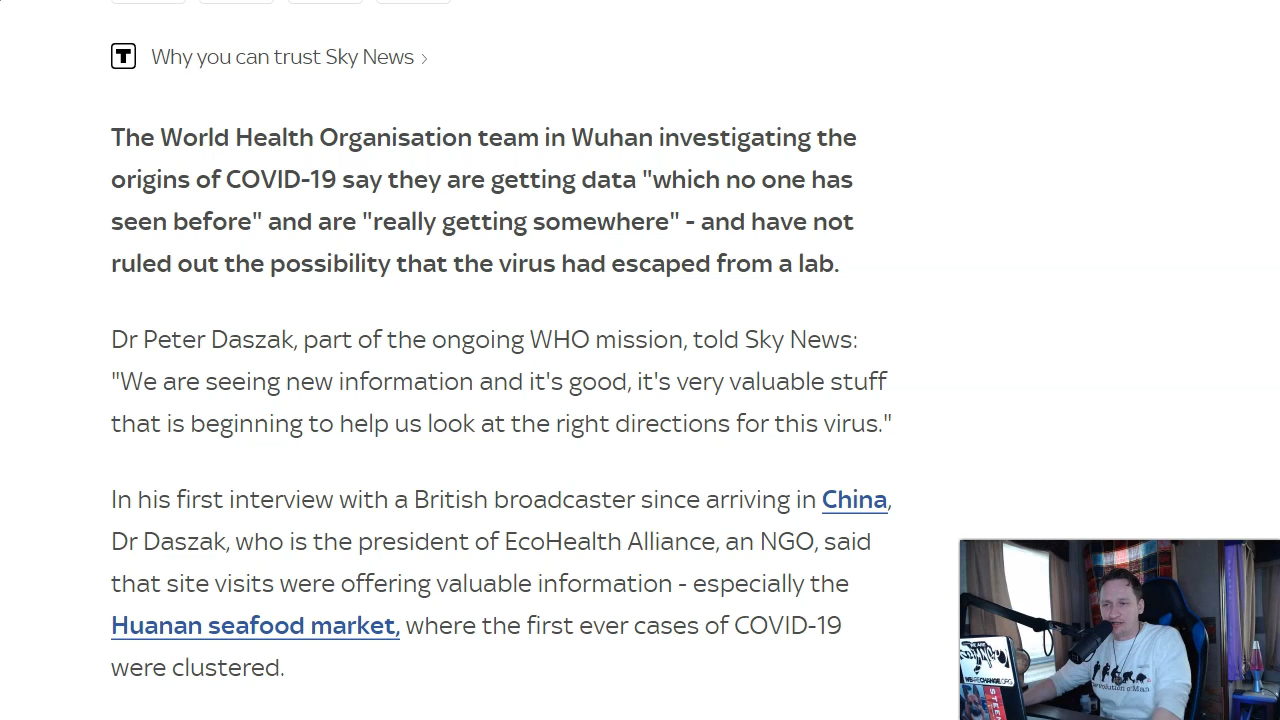 T Why you can trust Sky News >
The World Health Organisation team in Wuhan investigating the
origins of COVID-19 say they are getting data "which no one has
seen before" and are "really getting somewhere" - and have not
ruled out the possibility that the virus had escaped from a lab.
Dr Peter Daszak, part of the ongoing WHO mission, told Sky News:
"We are seeing new information and it's good, it's very valuable stuff
that is beginning to help us look at the right directions for this virus."
In his first interview with a British broadcaster since arriving in China,
Dr Daszak, who is the president of EcoHealth Alliance, an NGO, said
that site visits were offering valuable information - especially the
Huanan seafood market, where the first ever cases of COVID-19
were clustered.
WEARECHANGE.ORG
STEEM